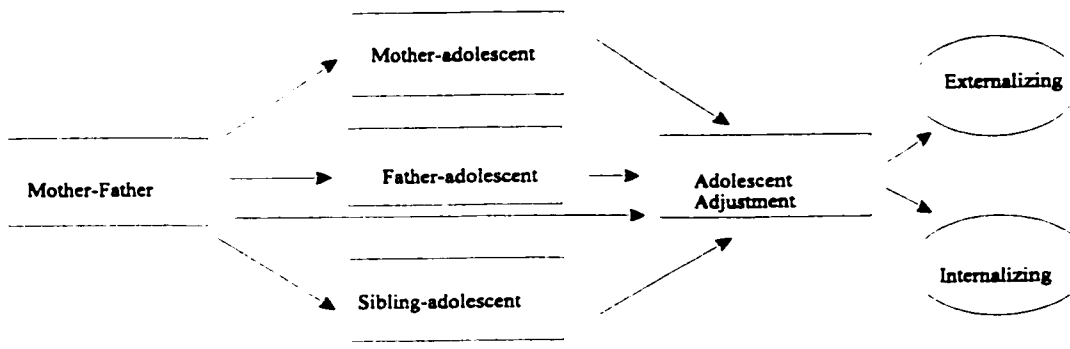 Mother-adolescent
Externalizing
Mother-Father
Father-adolescent
Adolescent
Adjustment
Sibling-adolescent
Internalizing